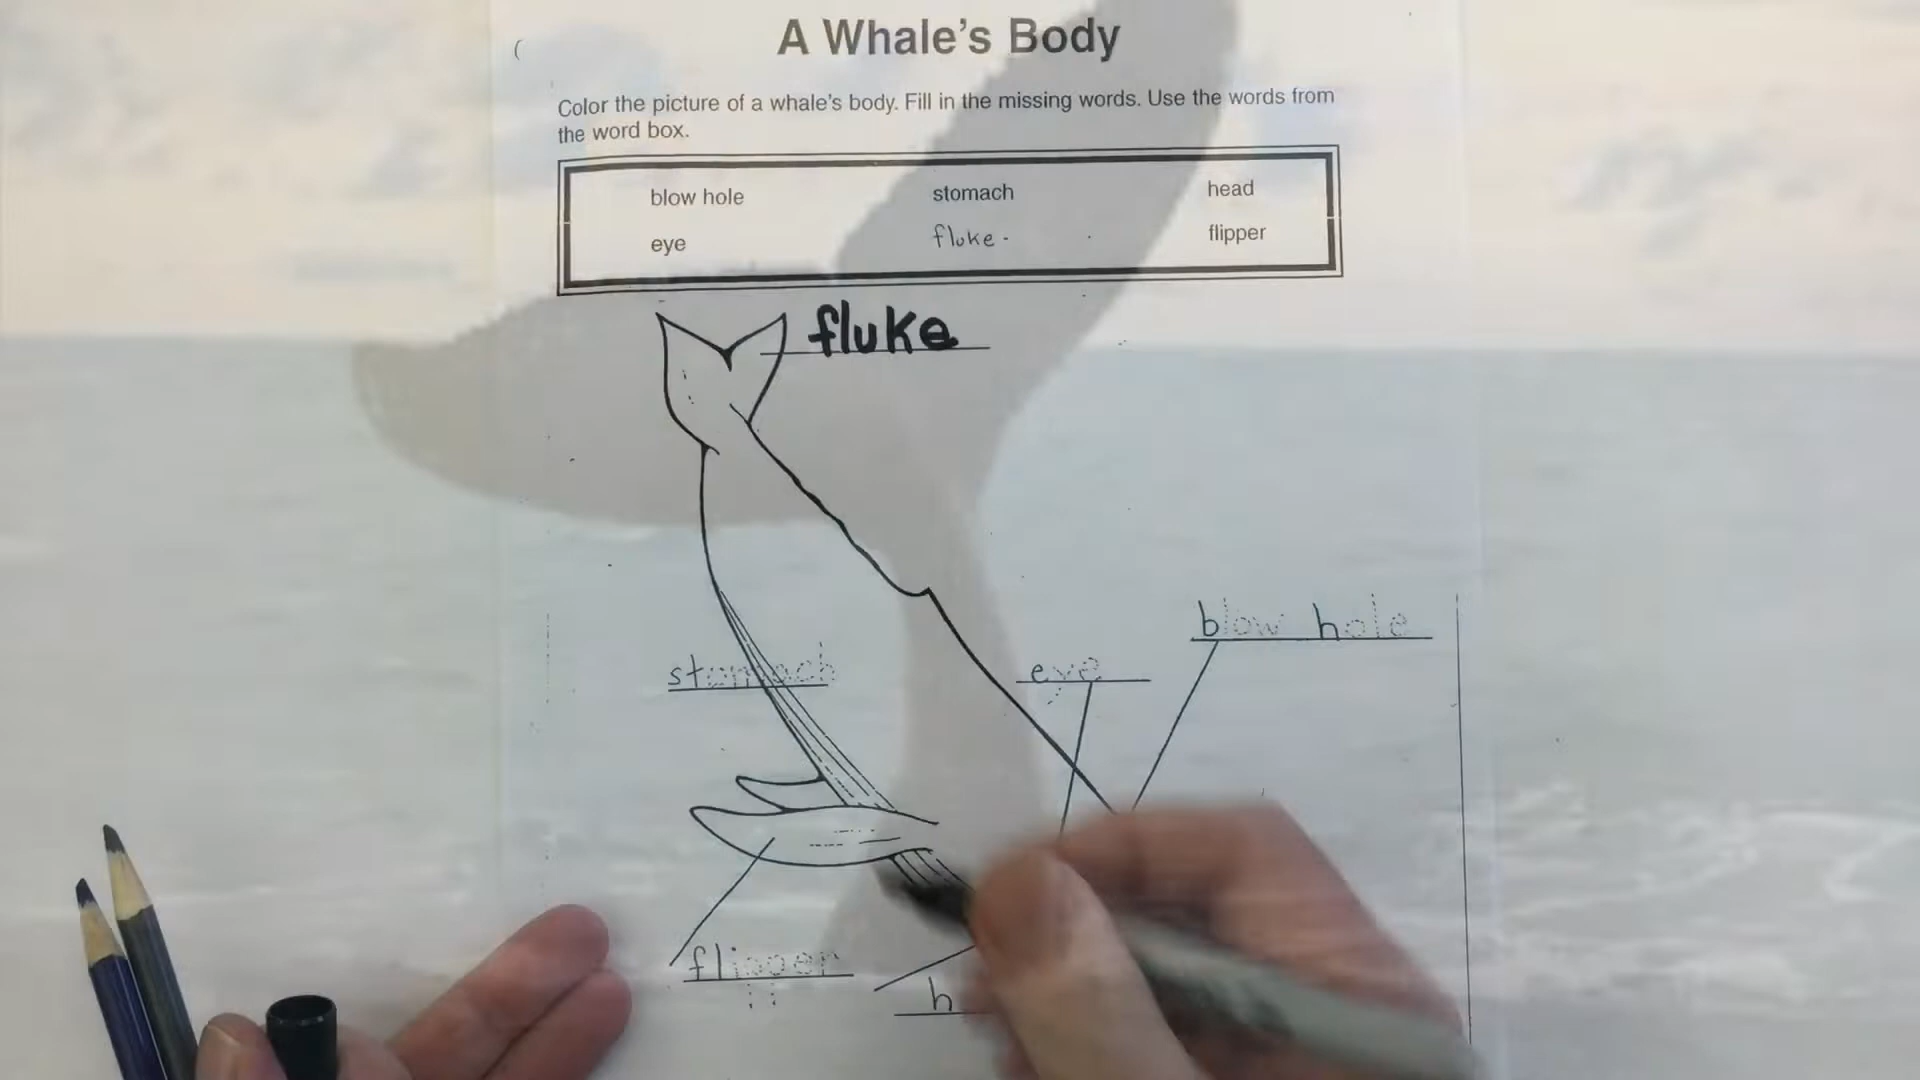 A Whale's Body
Color the picture of a whale's body. Fill in the missing words. Use the words from
the word box.
blow hole stomach head
eye fluke - flipper
fluke
blow hole
eye
stomach
flipper
h